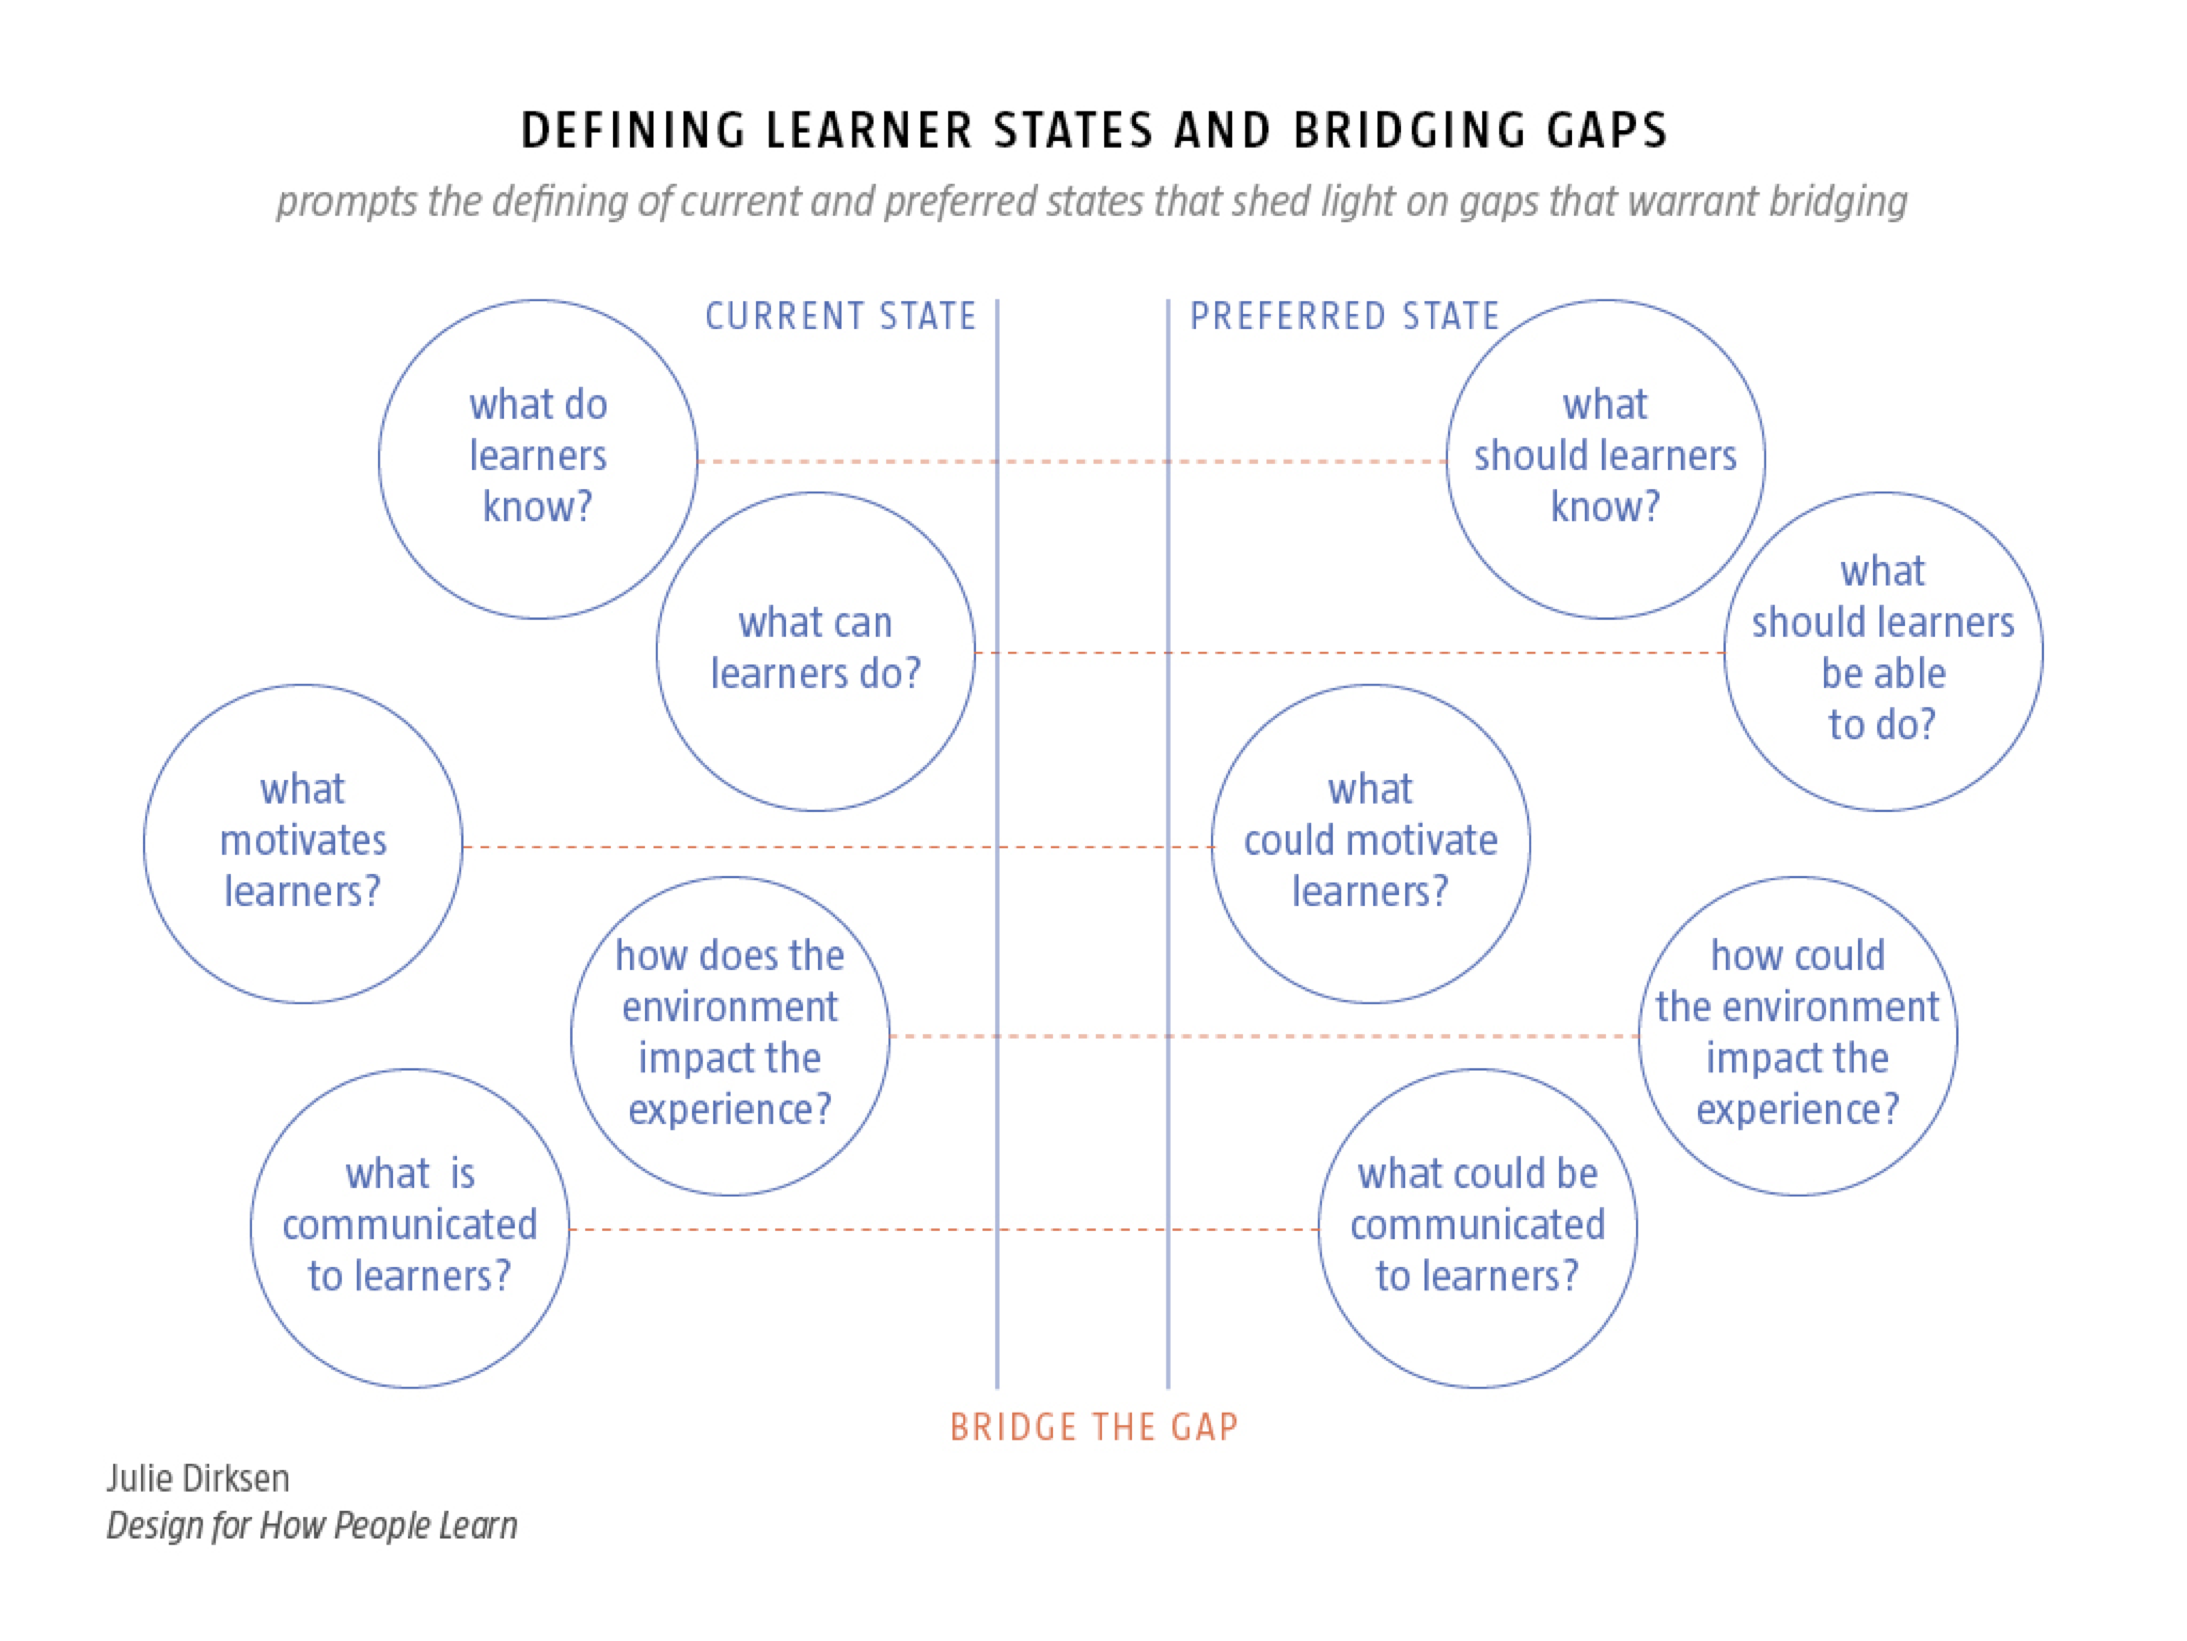 DEFINING LEARNER STATES AND BRIDGING GAPS
prompts the defining of current and preferred states that shed light on gaps that warrant bridging
CURRENT STATE
PREFERRED STATE
what do
learners
know?
what
should learners
know?
what can
learners do?
what
should learners
be able
to do?
what
motivates
learners?
what
could motivate
learners?
how does the
environment
impact the
experience?
how could
the environment
impact the
experience?
what is
communicated
to learners?
what could be
communicated
to learners?
BRIDGE THE GAP
Julie Dirksen
Design for How People Learn